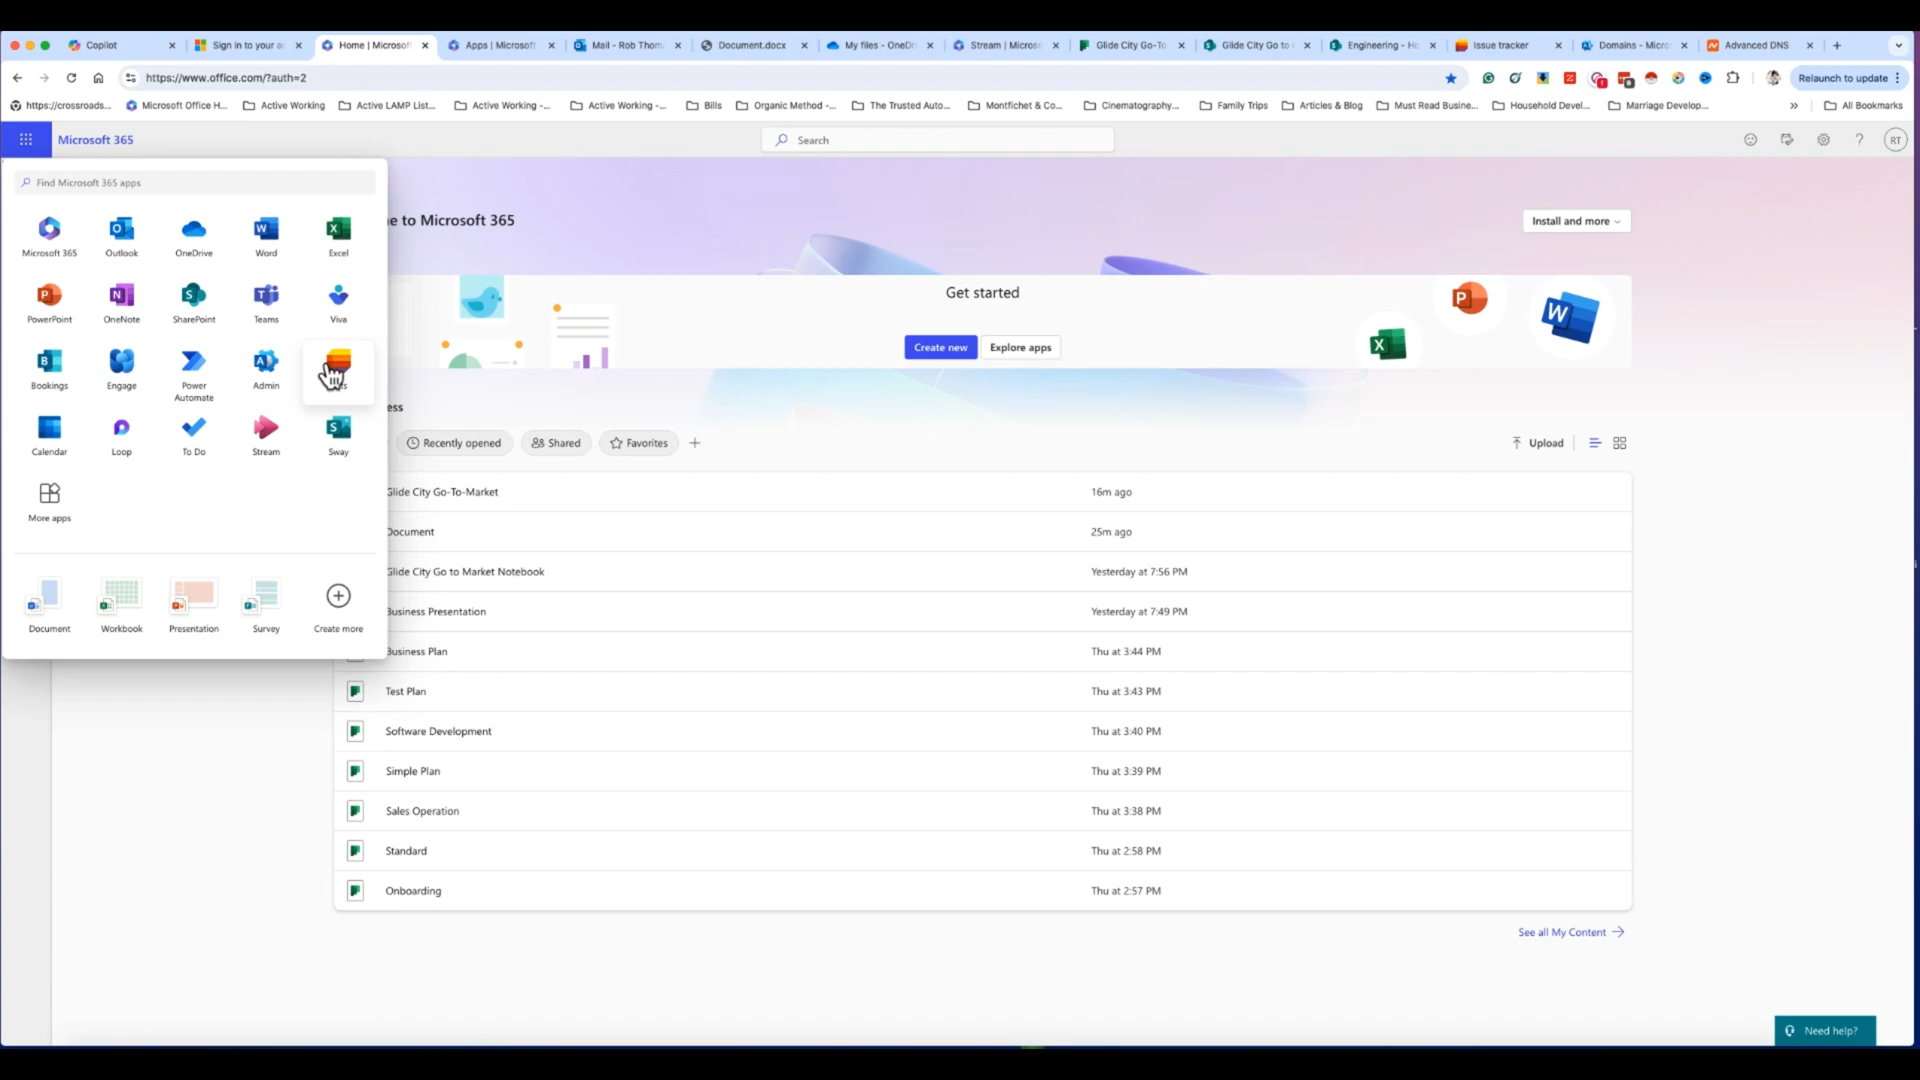 Copilot
Sign in to your a
Home | Microsof
Apps | Microsoft
Mail - Rob Thom
Document.docx
My files - OneDr
Stream | Micros
Glide City Go-To
Glide City Go to
Engineering - Ho
Issue tracker
Domains - Micro
Advanced DNS
https://www.office.com/?auth=2
Relaunch to update
https://crossroads...
Microsoft Office H...
Active Working
Active LAMP List...
Active Working -...
Active Working -...
Bills
Organic Method -...
The Trusted Auto...
Montfichet & Co...
Cinematography...
Family Trips
Articles & Blog
Must Read Busine...
Household Devel...
Marriage Develop...
All Bookmarks
Microsoft 365
Search
RT
Find Microsoft 365 apps
Microsoft 365
Outlook
OneDrive
Word
Excel
PowerPoint
OneNote
SharePoint
Teams
Viva
Bookings
Engage
Power
Automate
Admin
Calendar
Loop
To Do
Stream
Sway
More apps
Document
Workbook
Presentation
Survey
Create more
e to Microsoft 365
Install and more
Get started
Create new
Explore apps
ess
Recently opened
Shared
Favorites
Upload
Glide City Go-To-Market
16m ago
Document
25m ago
Glide City Go to Market Notebook
Yesterday at 7:56 PM
Business Presentation
Yesterday at 7:49 PM
Business Plan
Thu at 3:44 PM
Test Plan
Thu at 3:43 PM
Software Development
Thu at 3:40 PM
Simple Plan
Thu at 3:39 PM
Sales Operation
Thu at 3:38 PM
Standard
Thu at 2:58 PM
Onboarding
Thu at 2:57 PM
See all My Content
Need help?